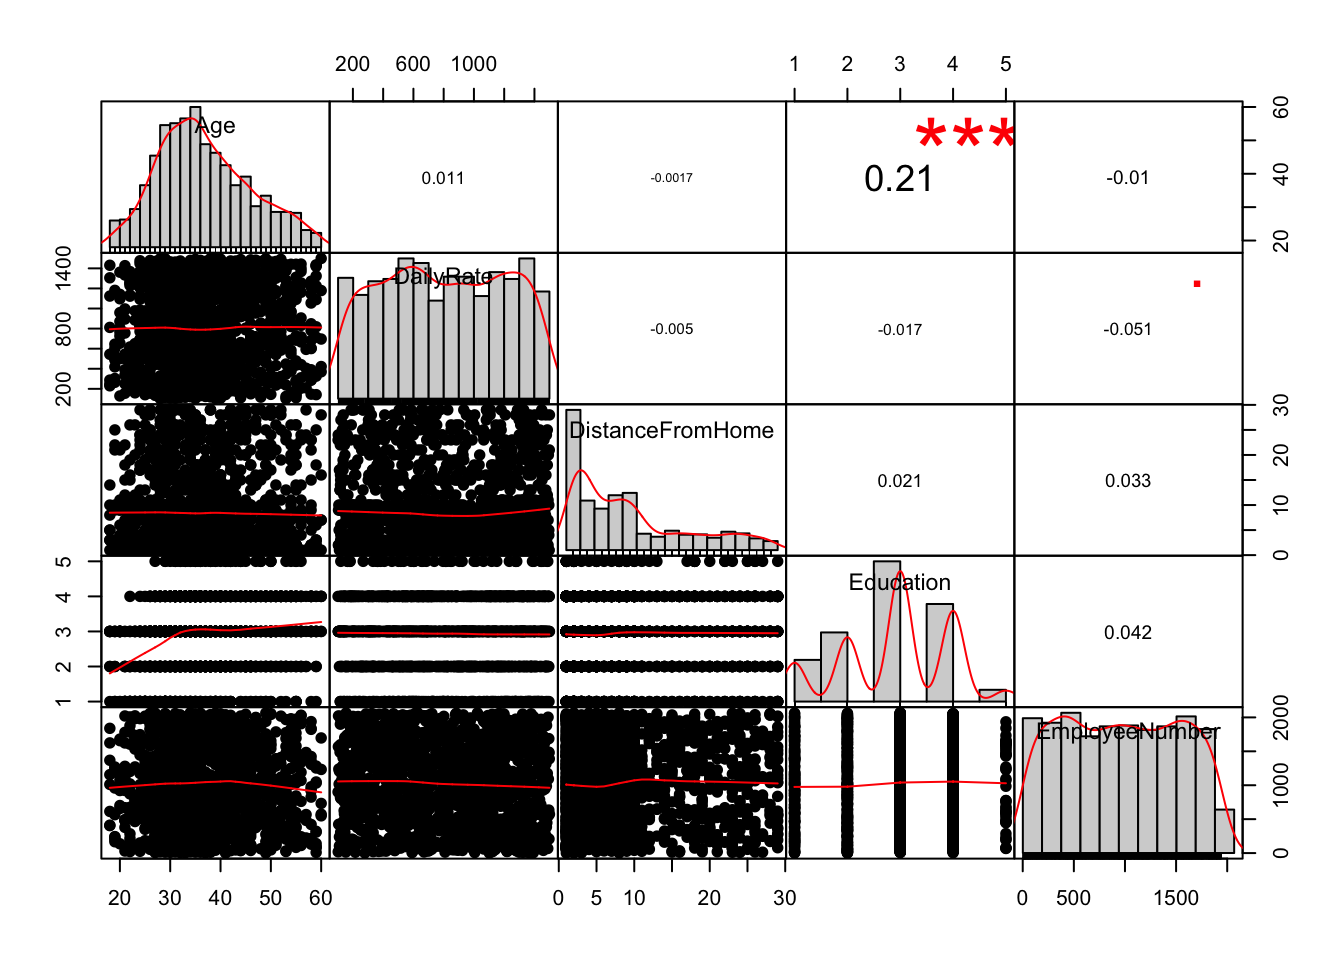 200 600 1000 1 2 3 4 5
Age 0.011 -0.0017 0.21 *** -0.01 20 40 60
200 800 1400 DailyRate -0.005 -0.017 -0.051 .
DistanceFromHome 0.021 0.033 0 10 20 30
1 2 3 4 5 Education 0.042
EmployeeNumber 0 1000 2000
20 30 40 50 60 0 5 10 20 30 0 500 1500